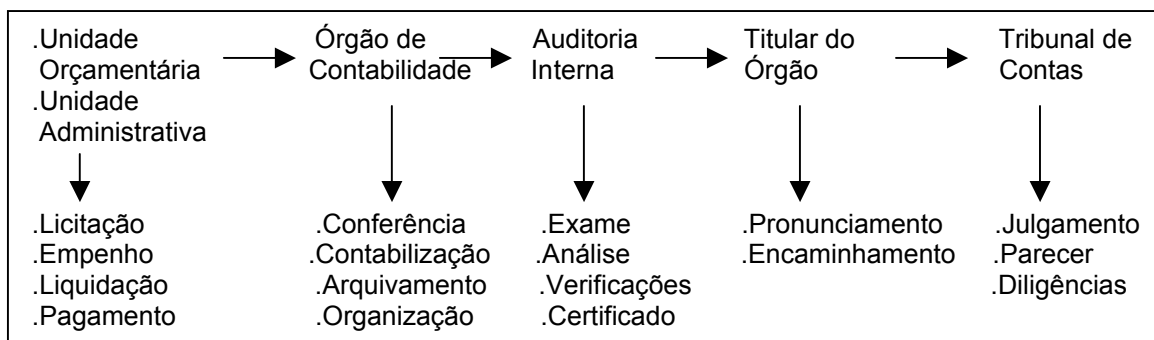 .Unidade
Orçamentária
.Unidade
Administrativa
Órgão de
Contabilidade
Auditoria
Interna
Titular do
Órgão
Tribunal de
Contas
.Licitação
.Empenho
.Liquidação
.Pagamento
.Conferência
.Contabilização
.Arquivamento
.Organização
.Exame
.Análise
.Verificações
.Certificado
.Pronunciamento
.Encaminhamento
.Julgamento
.Parecer
.Diligências